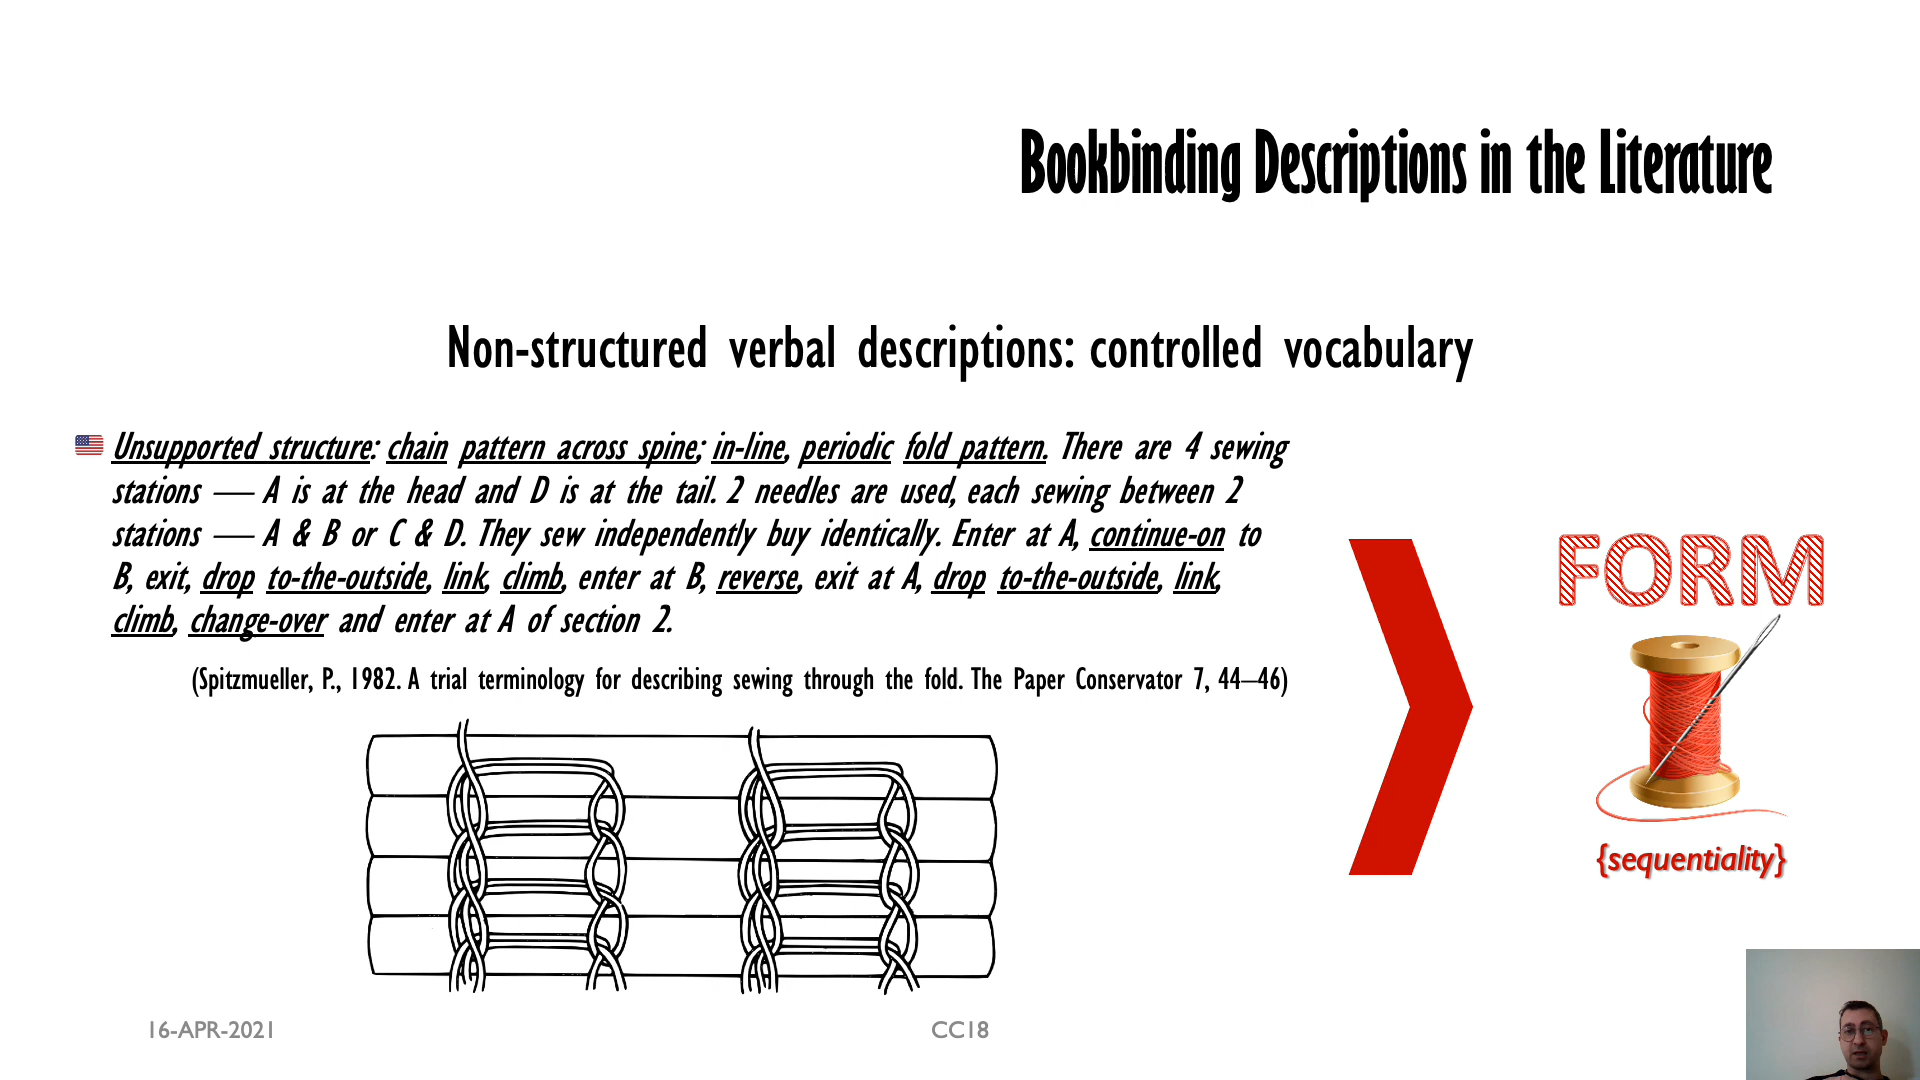 Bookbinding Descriptions in the Literature
Non-structured verbal descriptions: controlled vocabulary
Unsupported structure: chain pattern across spine; in-line, periodic fold pattern. There are 4 sewing
stations — A is at the head and D is at the tail. 2 needles are used, each sewing between 2
stations — A & B or C & D. They sew independently buy identically. Enter at A, continue-on to
B, exit, drop to-the-outside, link, climb, enter at B, reverse, exit at A, drop to-the-outside, link,
climb, change-over and enter at A of section 2.
(Spitzmueller, P., 1982. A trial terminology for describing sewing through the fold. The Paper Conservator 7, 44–46)
FORM
{sequentiality}
16-APR-2021
CC18